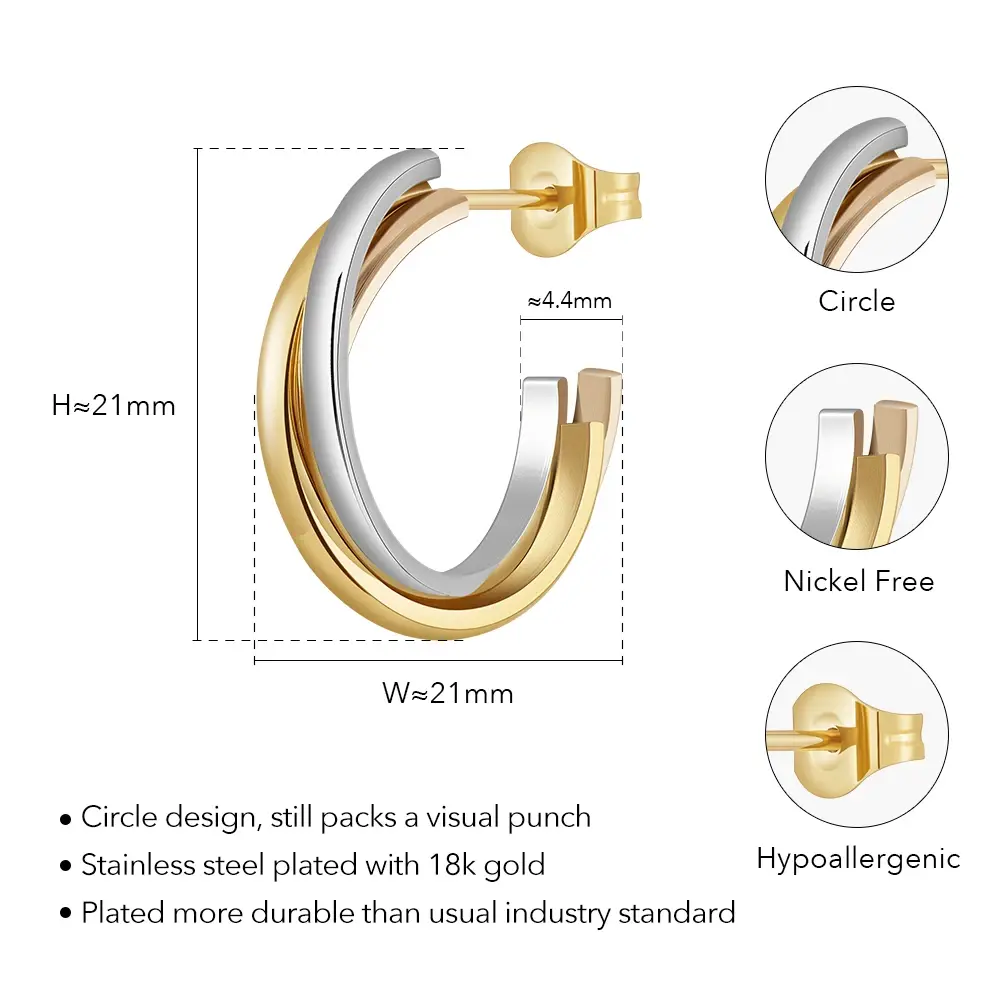 ≈4.4mm
Circle
H≈21mm
Nickel Free
W≈21mm
Hypoallergenic
• Circle design, still packs a visual punch
• Stainless steel plated with 18k gold
• Plated more durable than usual industry standard